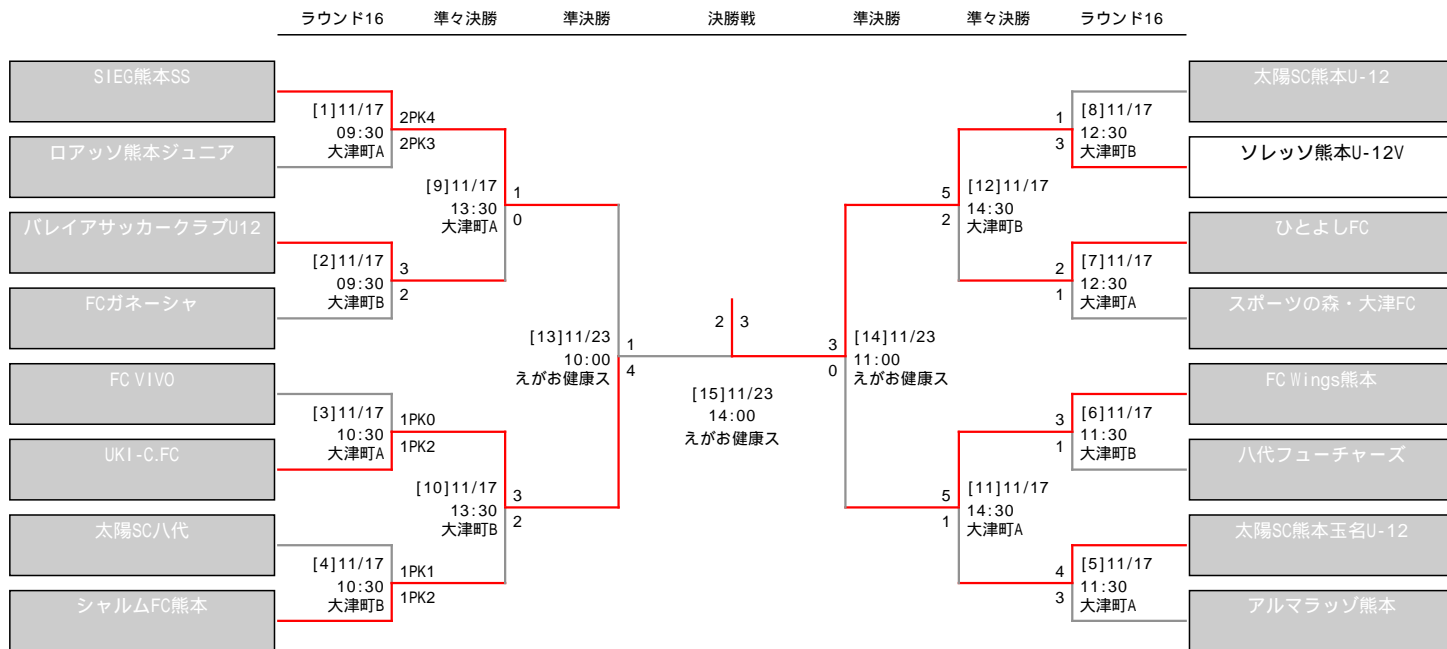 ラウンド16 準々決勝 準決勝 決勝戦 準決勝 準々決勝 ラウンド16
SIEG熊本SS
ロアッソ熊本ジュニア
バレイアサッカークラブU12
FCガネーシャ
FC VIVO
UKI-C.FC
太陽SC八代
シャルムFC熊本
[1]11/17
09:30
大津町A
2PK4
2PK3
[2]11/17
09:30
大津町B
3
2
[3]11/17
10:30
大津町A
1PK0
1PK2
[4]11/17
10:30
大津町B
1PK1
1PK2
[9]11/17
13:30
大津町A
1
0
[10]11/17
13:30
大津町B
3
2
[13]11/23
10:00
えがお健康ス
1
4
2 3
[15]11/23
14:00
えがお健康ス
3
0
[14]11/23
11:00
えがお健康ス
5
2
[12]11/17
14:30
大津町B
5
1
[11]11/17
14:30
大津町A
1
3
[8]11/17
12:30
大津町B
2
1
[7]11/17
12:30
大津町A
3
1
[6]11/17
11:30
大津町B
4
3
[5]11/17
11:30
大津町A
太陽SC熊本U-12
ソレッソ熊本U-12V
ひとよしFC
スポーツの森・大津FC
FC Wings熊本
八代フューチャーズ
太陽SC熊本玉名U-12
アルマラッゾ熊本